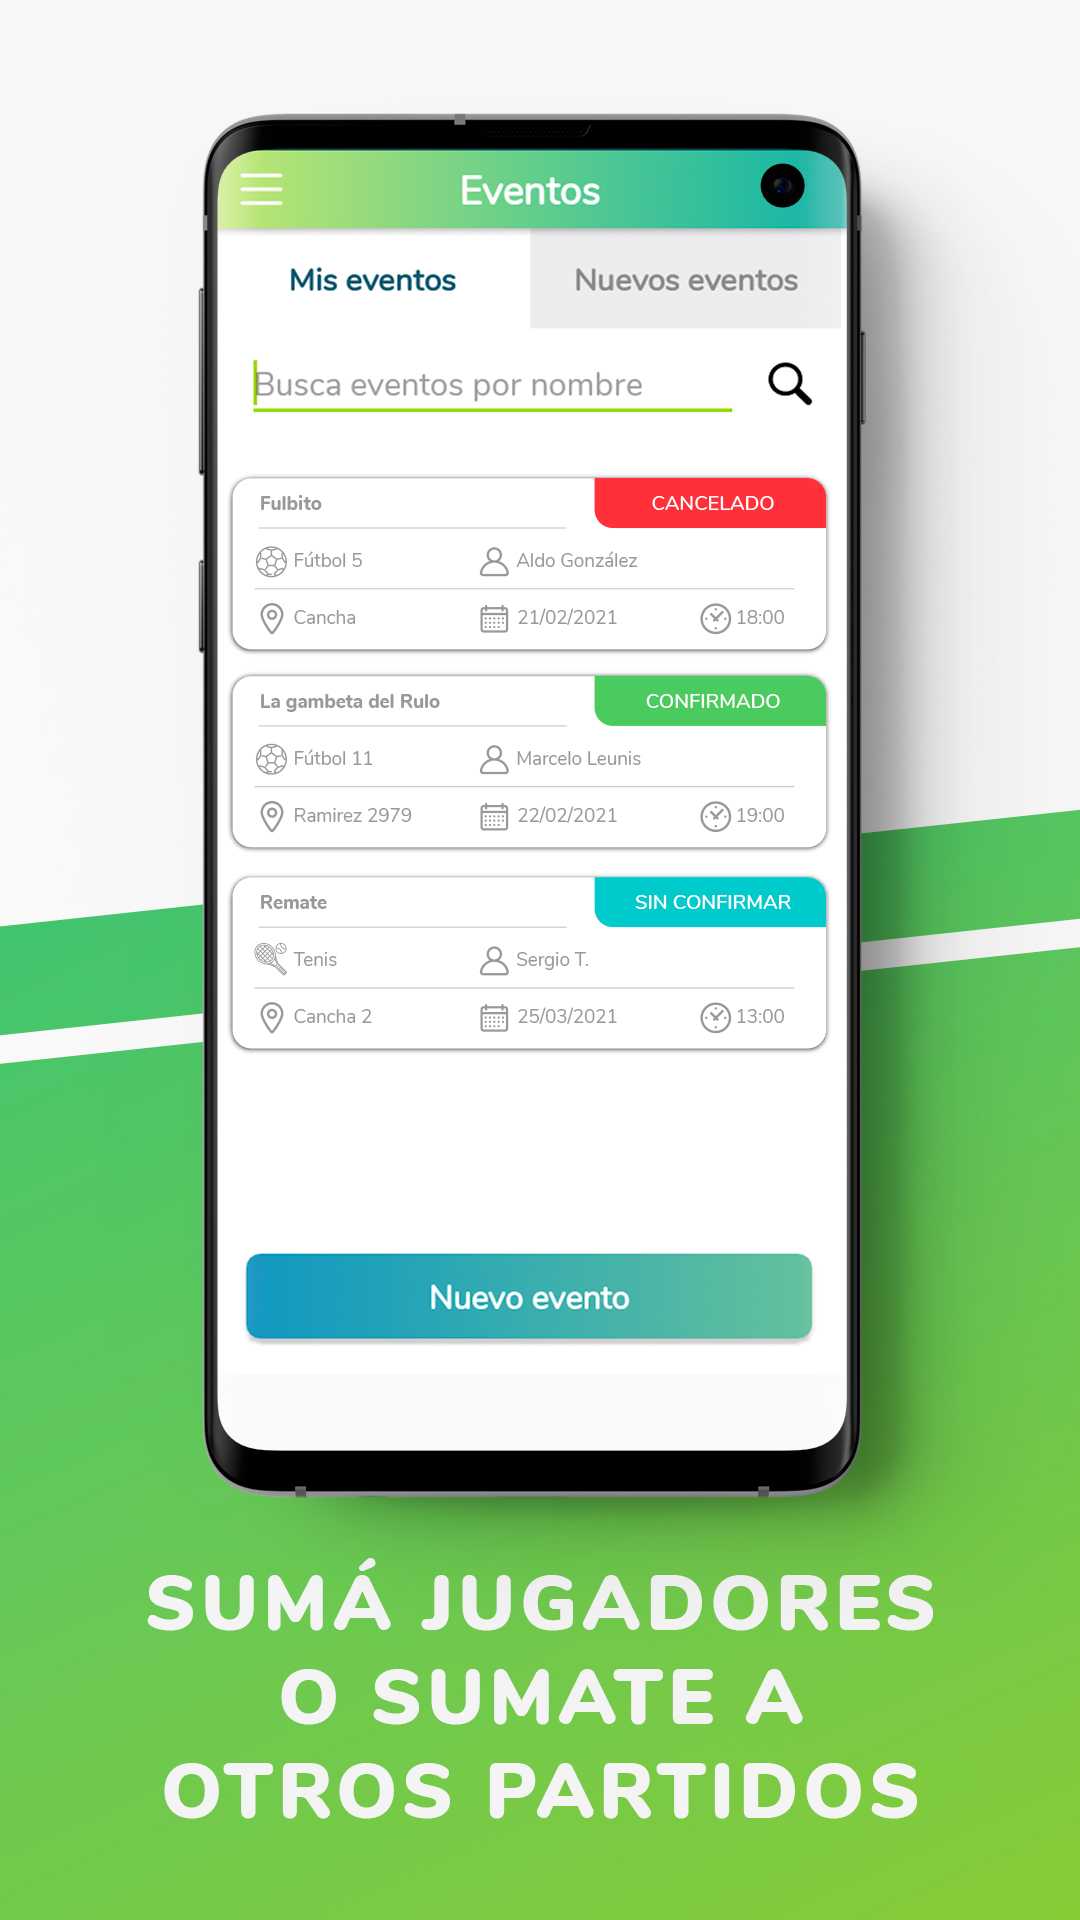 Eventos
Mis eventos
Nuevos eventos
Busca eventos por nombre
Fulbito
CANCELADO
Fútbol 5
Aldo González
Cancha
21/02/2021
18:00
La gambeta del Rulo
CONFIRMADO
Fútbol 11
Marcelo Leunis
Ramirez 2979
22/02/2021
19:00
Remate
SIN CONFIRMAR
Tenis
Sergio T.
Cancha 2
25/03/2021
13:00
Nuevo evento
SUMÁ JUGADORES
O SUMATE A
OTROS PARTIDOS